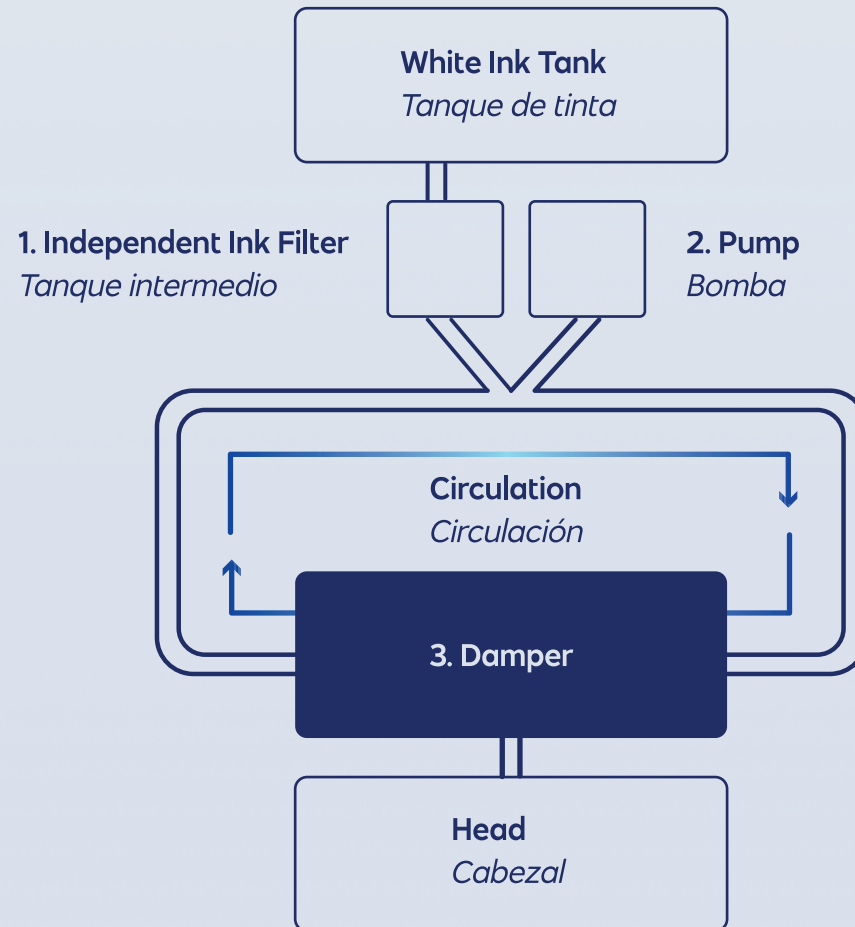 White Ink Tank
Tanque de tinta
1. Independent Ink Filter
Tanque intermedio
2. Pump
Bomba
Circulation
Circulación
3. Damper
Head
Cabezal